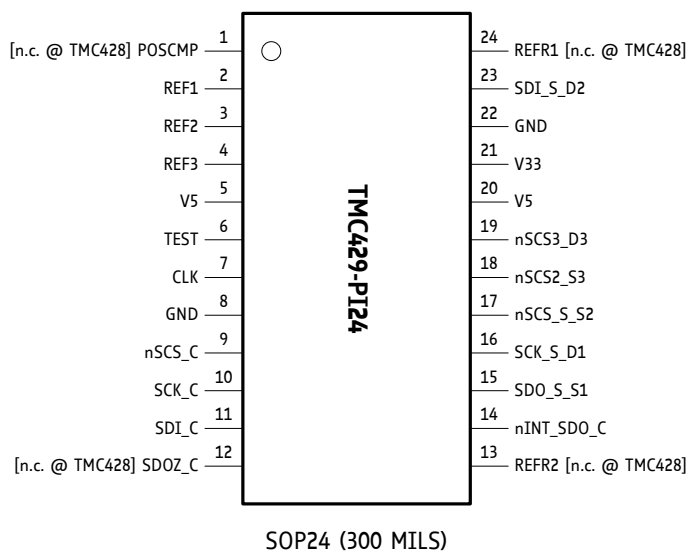 [n.c. @ TMC428] POSCMP 1 24 REFR1 [n.c. @ TMC428]
REF1 2 23 SDI_S_D2
REF2 3 22 GND
REF3 4 21 V33
V5 5 20 V5
TEST 6 19 nSCS3_D3
CLK 7 18 nSCS2_S3
GND 8 17 nSCS_S_S2
nSCS_C 9 16 SCK_S_D1
SCK_C 10 15 SDO_S_S1
SDI_C 11 14 nINT_SDO_C
[n.c. @ TMC428] SDOZ_C 12 13 REFR2 [n.c. @ TMC428]
TMC429-PI24
SOP24 (300 MILS)